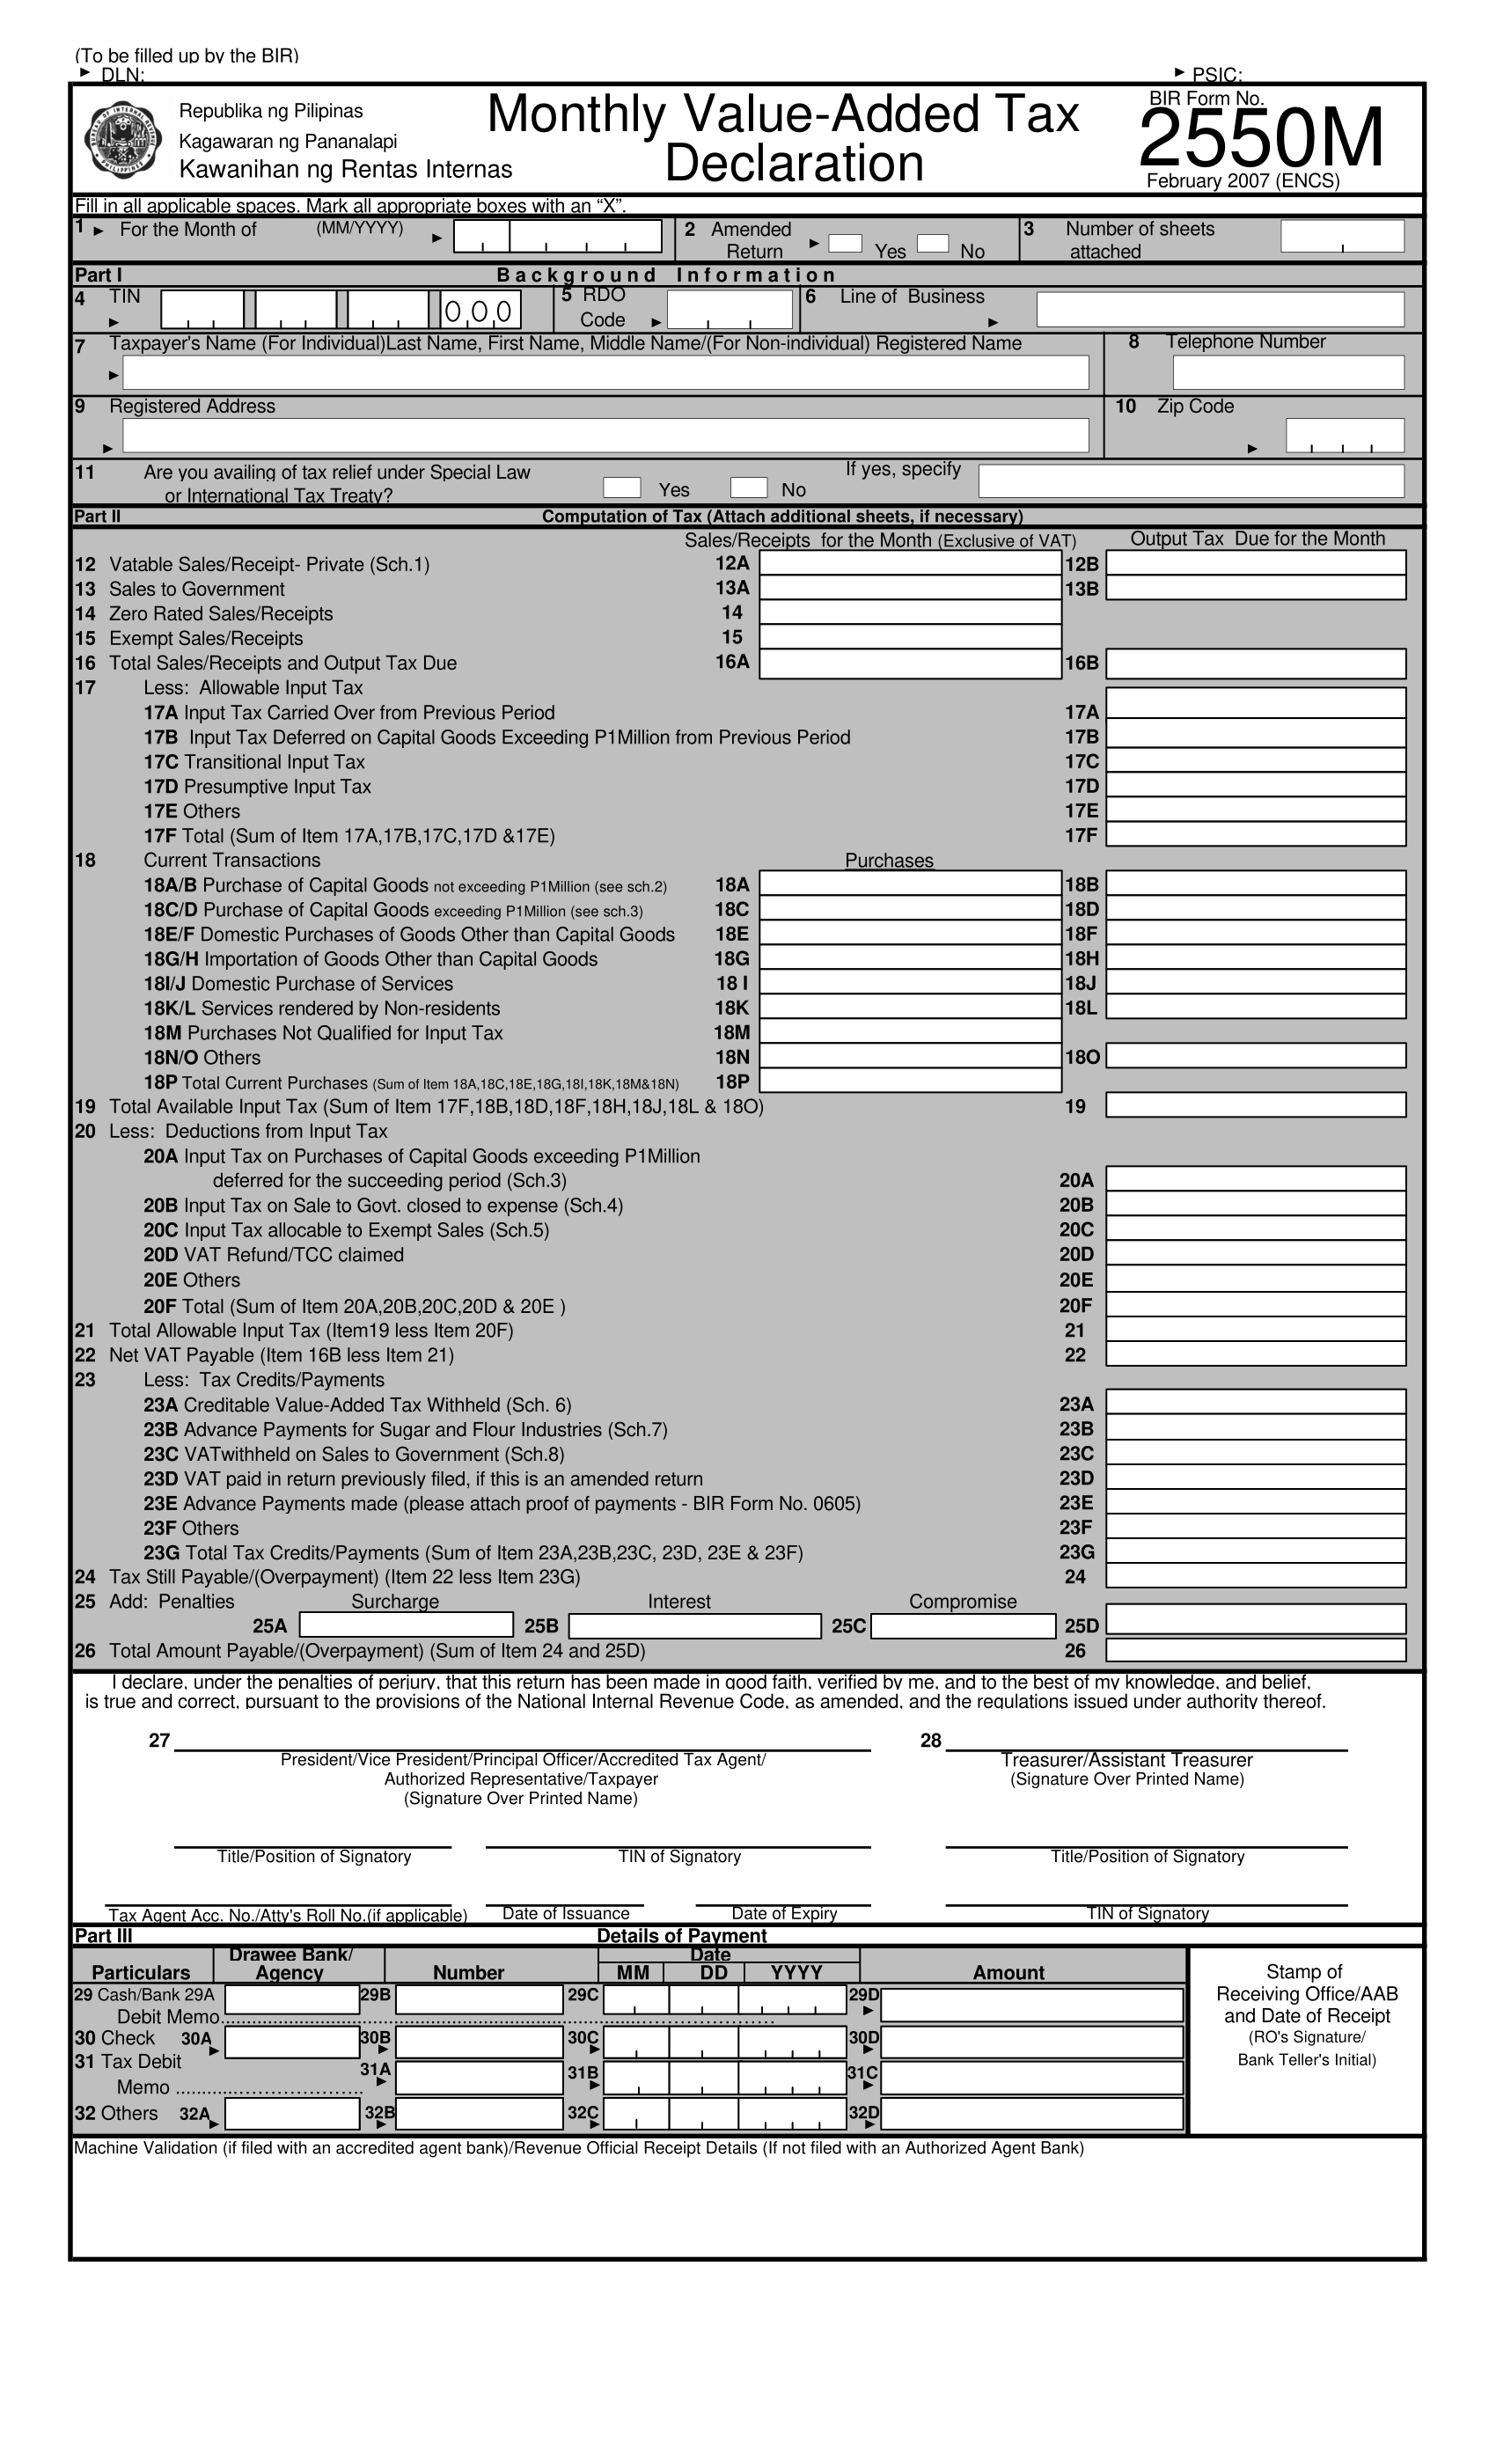 (To be filled up by the BIR)
► DLN: ► PSIC:
Republika ng Pilipinas
Kagawaran ng Pananalapi
Kawanihan ng Rentas Internas
Monthly Value-Added Tax
Declaration
BIR Form No.
2550M
February 2007 (ENCS)
Fill in all applicable spaces. Mark all appropriate boxes with an “X”.
1 ► For the Month of (MM/YYYY) ► 2 Amended Return ► Yes No 3 Number of sheets attached
Part I Background Information
4 TIN ► 000 5 RDO Code ► 6 Line of Business ►
7 Taxpayer's Name (For Individual)Last Name, First Name, Middle Name/(For Non-individual) Registered Name 8 Telephone Number
►
9 Registered Address 10 Zip Code
► ►
11 Are you availing of tax relief under Special Law
or International Tax Treaty? Yes No If yes, specify
Part II Computation of Tax (Attach additional sheets, if necessary)
Sales/Receipts for the Month (Exclusive of VAT) Output Tax Due for the Month
12 Vatable Sales/Receipt- Private (Sch.1) 12A 12B
13 Sales to Government 13A 13B
14 Zero Rated Sales/Receipts 14
15 Exempt Sales/Receipts 15
16 Total Sales/Receipts and Output Tax Due 16A 16B
17 Less: Allowable Input Tax
17A Input Tax Carried Over from Previous Period 17A
17B Input Tax Deferred on Capital Goods Exceeding P1Million from Previous Period 17B
17C Transitional Input Tax 17C
17D Presumptive Input Tax 17D
17E Others 17E
17F Total (Sum of Item 17A,17B,17C,17D &17E) 17F
18 Current Transactions Purchases
18A/B Purchase of Capital Goods not exceeding P1Million (see sch.2) 18A 18B
18C/D Purchase of Capital Goods exceeding P1Million (see sch.3) 18C 18D
18E/F Domestic Purchases of Goods Other than Capital Goods 18E 18F
18G/H Importation of Goods Other than Capital Goods 18G 18H
18I/J Domestic Purchase of Services 18 I 18J
18K/L Services rendered by Non-residents 18K 18L
18M Purchases Not Qualified for Input Tax 18M
18N/O Others 18N 18O
18P Total Current Purchases (Sum of Item 18A,18C,18E,18G,18I,18K,18M&18N) 18P
19 Total Available Input Tax (Sum of Item 17F,18B,18D,18F,18H,18J,18L & 18O) 19
20 Less: Deductions from Input Tax
20A Input Tax on Purchases of Capital Goods exceeding P1Million
deferred for the succeeding period (Sch.3) 20A
20B Input Tax on Sale to Govt. closed to expense (Sch.4) 20B
20C Input Tax allocable to Exempt Sales (Sch.5) 20C
20D VAT Refund/TCC claimed 20D
20E Others 20E
20F Total (Sum of Item 20A,20B,20C,20D & 20E ) 20F
21 Total Allowable Input Tax (Item19 less Item 20F) 21
22 Net VAT Payable (Item 16B less Item 21) 22
23 Less: Tax Credits/Payments
23A Creditable Value-Added Tax Withheld (Sch. 6) 23A
23B Advance Payments for Sugar and Flour Industries (Sch.7) 23B
23C VATwithheld on Sales to Government (Sch.8) 23C
23D VAT paid in return previously filed, if this is an amended return 23D
23E Advance Payments made (please attach proof of payments - BIR Form No. 0605) 23E
23F Others 23F
23G Total Tax Credits/Payments (Sum of Item 23A,23B,23C, 23D, 23E & 23F) 23G
24 Tax Still Payable/(Overpayment) (Item 22 less Item 23G) 24
25 Add: Penalties Surcharge Interest Compromise
25A 25B 25C 25D
26 Total Amount Payable/(Overpayment) (Sum of Item 24 and 25D) 26
I declare, under the penalties of perjury, that this return has been made in good faith, verified by me, and to the best of my knowledge, and belief,
is true and correct, pursuant to the provisions of the National Internal Revenue Code, as amended, and the regulations issued under authority thereof.
27 28
President/Vice President/Principal Officer/Accredited Tax Agent/ Treasurer/Assistant Treasurer
Authorized Representative/Taxpayer (Signature Over Printed Name)
(Signature Over Printed Name)
Title/Position of Signatory TIN of Signatory Title/Position of Signatory
Tax Agent Acc. No./Atty's Roll No.(if applicable) Date of Issuance Date of Expiry TIN of Signatory
Part III Details of Payment
Particulars Drawee Bank/ Agency Number Date MM DD YYYY Amount
Stamp of
Receiving Office/AAB
and Date of Receipt
(RO's Signature/
Bank Teller's Initial)
29 Cash/Bank 29A 29B 29C 29D
Debit Memo ►
30 Check 30A 30B 30C 30D
31 Tax Debit 31A 31B 31C
Memo
32 Others 32A 32B 32C 32D
Machine Validation (if filed with an accredited agent bank)/Revenue Official Receipt Details (If not filed with an Authorized Agent Bank)